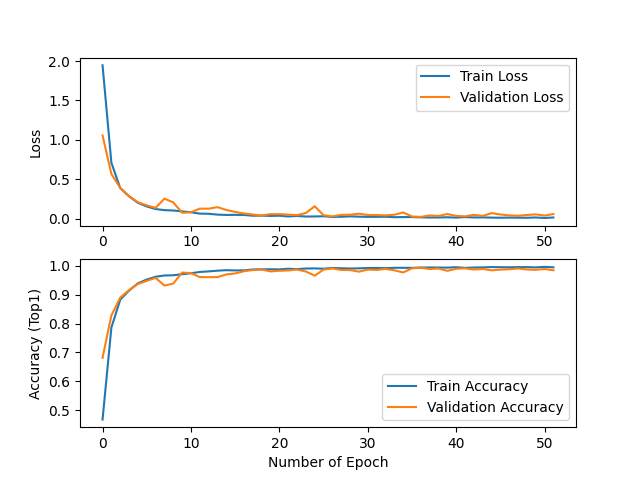 2.0
1.5
1.0
0.5
0.0
Loss
Train Loss
Validation Loss
0 10 20 30 40 50
1.0
0.9
0.8
0.7
0.6
0.5
Accuracy (Top1)
Train Accuracy
Validation Accuracy
0 10 20 30 40 50
Number of Epoch